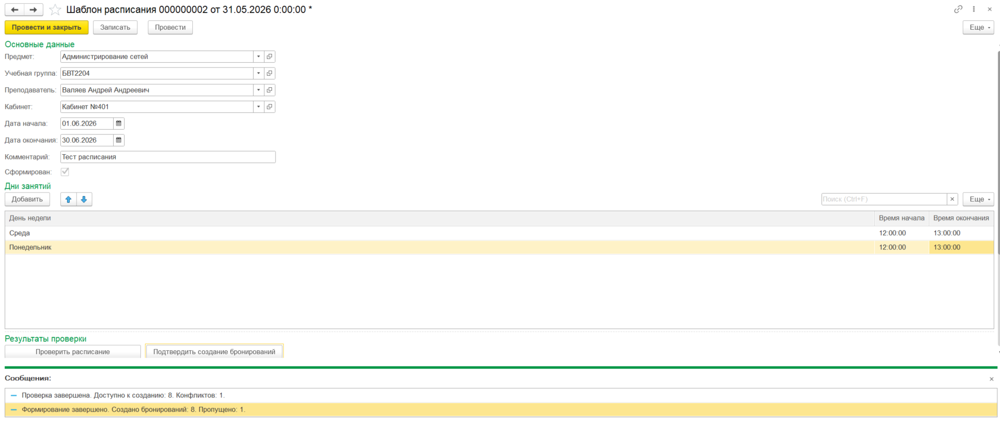 Шаблон расписания 000000002 от 31.05.2026 0:00:00 *
Провести и закрыть
Записать
Провести
Еще
Основные данные
Предмет: Администрирование сетей
Учебная группа: БВТ2204
Преподаватель: Валяев Андрей Андреевич
Кабинет: Кабинет №401
Дата начала: 01.06.2026
Дата окончания: 30.06.2026
Комментарий: Тест расписания
Сформирован:
Дни занятий
Добавить
Поиск (Ctrl+F)
Еще
День недели Время начала Время окончания
Среда 12:00:00 13:00:00
Понедельник 12:00:00 13:00:00
Результаты проверки
Проверить расписание
Подтвердить создание бронирований
Сообщения:
Проверка завершена. Доступно к созданию: 8. Конфликтов: 1.
Формирование завершено. Создано бронирований: 8. Пропущено: 1.